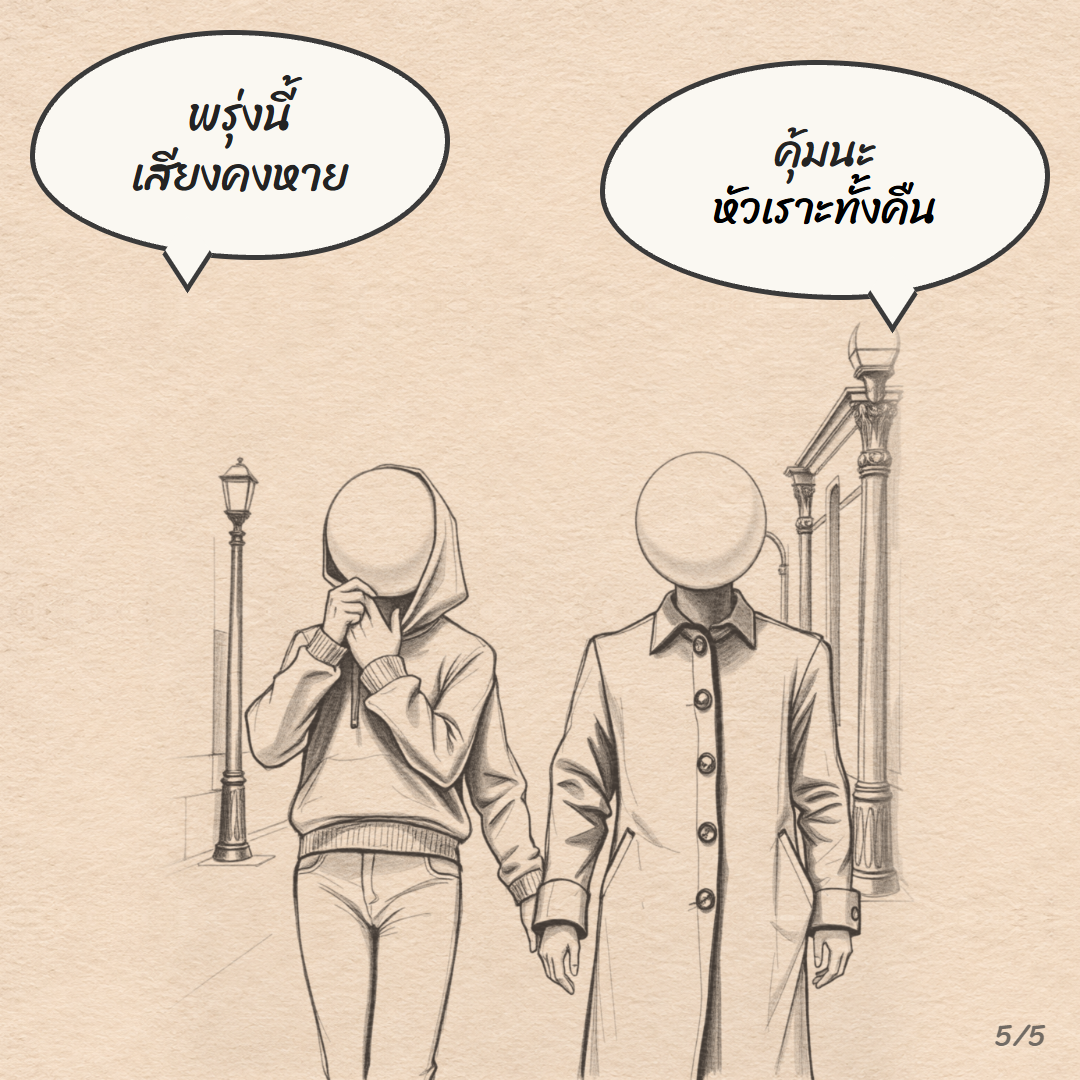 พรุ่งนี้
เสียงคงหาย
คุ้มนะ
หัวเราะทั้งคืน
5/5